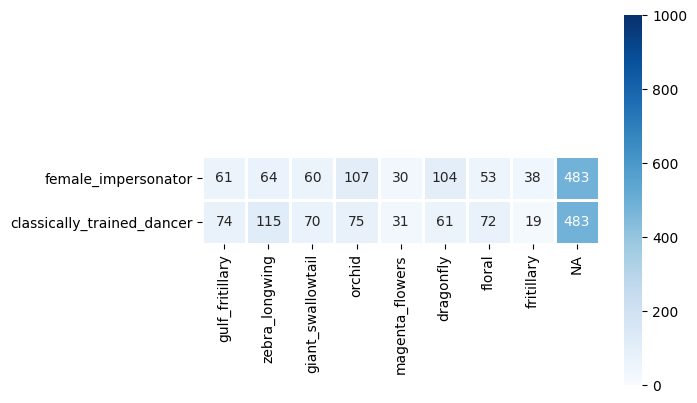 1000
800
600
400
200
0
female_impersonator 61 64 60 107 30 104 53 38 483
classically_trained_dancer 74 115 70 75 31 61 72 19 483
gulf_fritillary
zebra_longwing
giant_swallowtail
orchid
magenta_flowers
dragonfly
floral
fritillary
NA